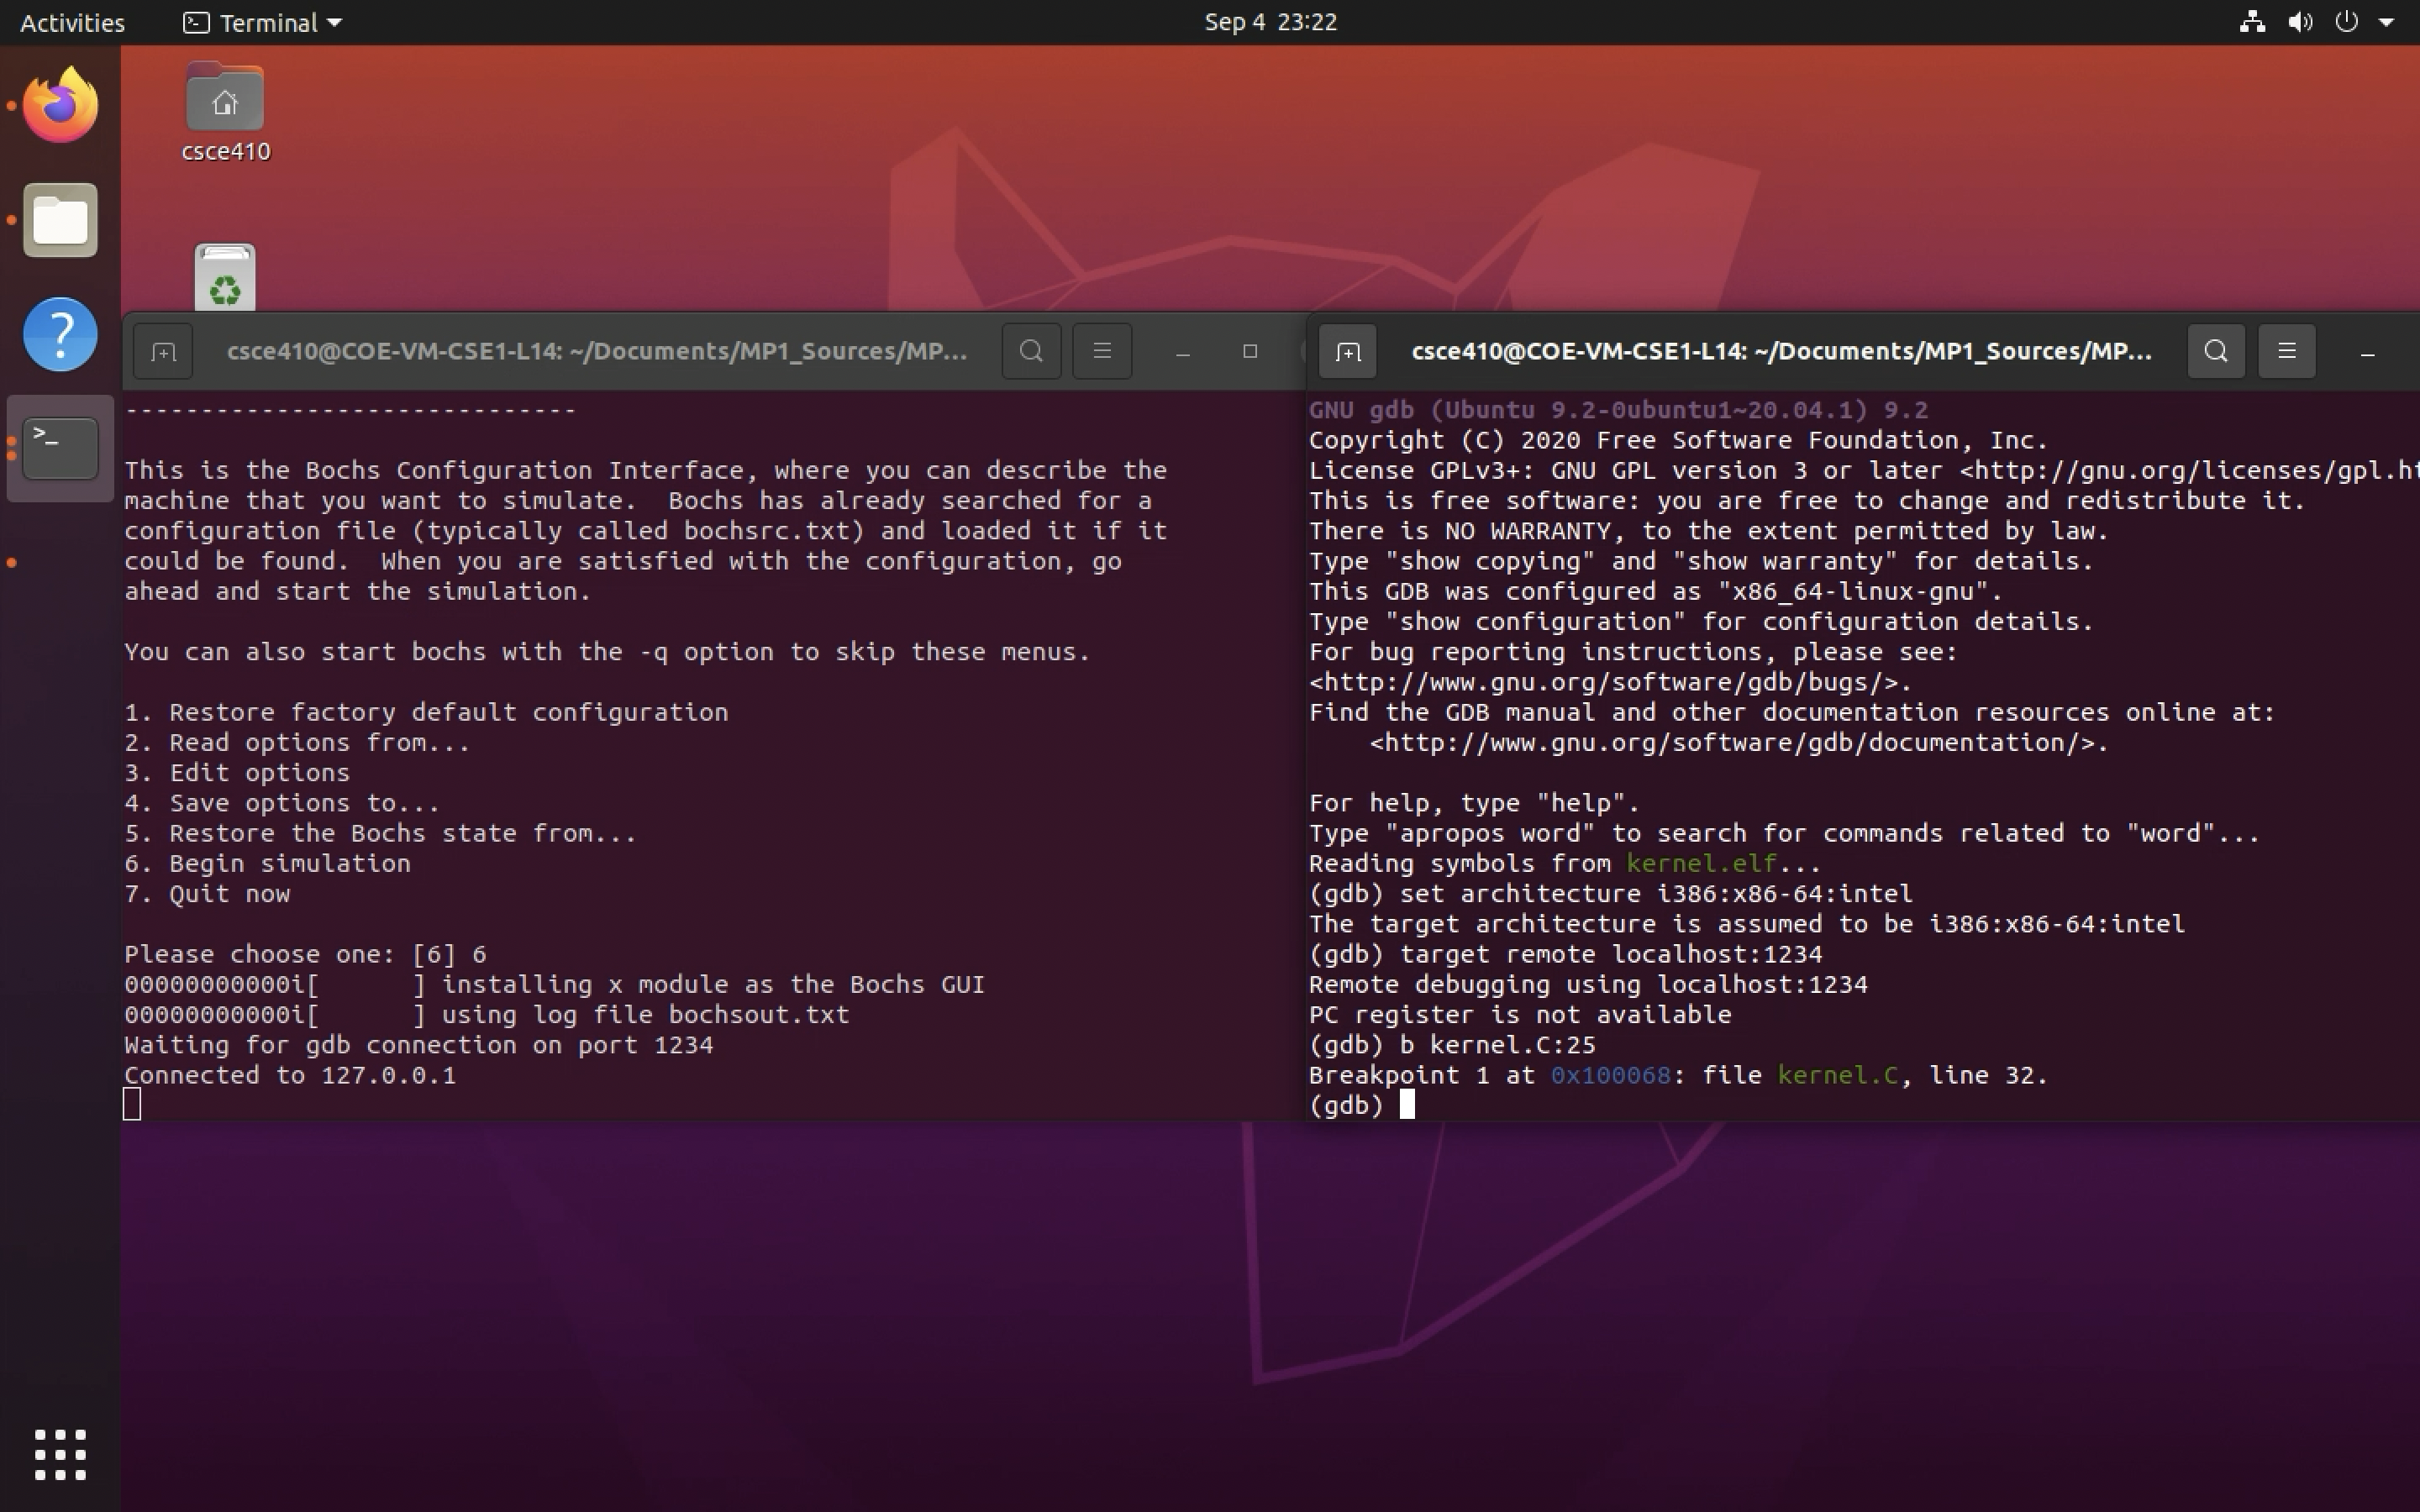 Activities
Terminal
Sep 4 23:22
csce410
csce410@COE-VM-CSE1-L14: ~/Documents/MP1_Sources/MP...
------------------------------
This is the Bochs Configuration Interface, where you can describe the
machine that you want to simulate.  Bochs has already searched for a
configuration file (typically called bochsrc.txt) and loaded it if it
could be found.  When you are satisfied with the configuration, go
ahead and start the simulation.
You can also start bochs with the -q option to skip these menus.
1. Restore factory default configuration
2. Read options from...
3. Edit options
4. Save options to...
5. Restore the Bochs state from...
6. Begin simulation
7. Quit now
Please choose one: [6] 6
00000000000i[      ] installing x module as the Bochs GUI
00000000000i[      ] using log file bochsout.txt
Waiting for gdb connection on port 1234
Connected to 127.0.0.1
csce410@COE-VM-CSE1-L14: ~/Documents/MP1_Sources/MP...
GNU gdb (Ubuntu 9.2-0ubuntu1~20.04.1) 9.2
Copyright (C) 2020 Free Software Foundation, Inc.
License GPLv3+: GNU GPL version 3 or later <http://gnu.org/licenses/gpl.ht
This is free software: you are free to change and redistribute it.
There is NO WARRANTY, to the extent permitted by law.
Type "show copying" and "show warranty" for details.
This GDB was configured as "x86_64-linux-gnu".
Type "show configuration" for configuration details.
For bug reporting instructions, please see:
<http://www.gnu.org/software/gdb/bugs/>.
Find the GDB manual and other documentation resources online at:
    <http://www.gnu.org/software/gdb/documentation/>.
For help, type "help".
Type "apropos word" to search for commands related to "word"...
Reading symbols from kernel.elf...
(gdb) set architecture i386:x86-64:intel
The target architecture is assumed to be i386:x86-64:intel
(gdb) target remote localhost:1234
Remote debugging using localhost:1234
PC register is not available
(gdb) b kernel.C:25
Breakpoint 1 at 0x100068: file kernel.C, line 32.
(gdb)